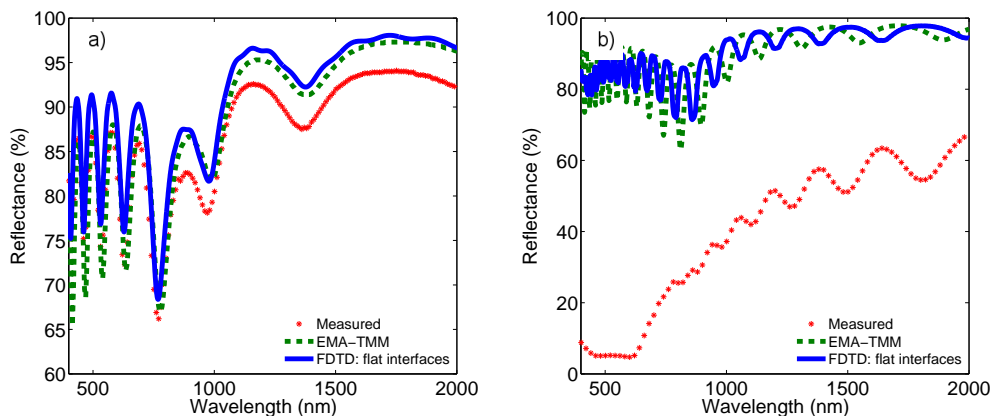 a)
Reflectance (%)
100
95
90
85
80
75
70
65
60
Measured
EMA−TMM
FDTD: flat interfaces
500
1000
1500
2000
Wavelength (nm)
b)
Reflectance (%)
100
80
60
40
20
0
Measured
EMA−TMM
FDTD: flat interfaces
500
1000
1500
2000
Wavelength (nm)